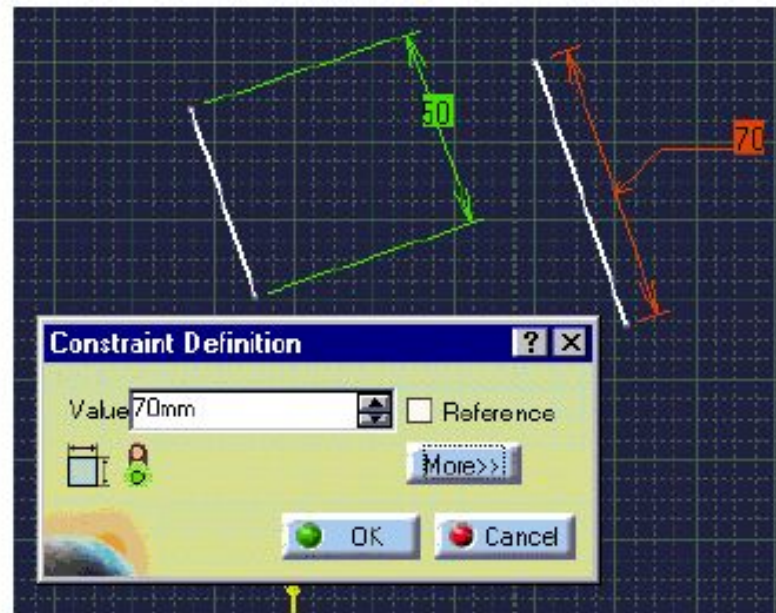 50
70
Constraint Definition
Value 70mm
Reference
More>>
OK
Cancel